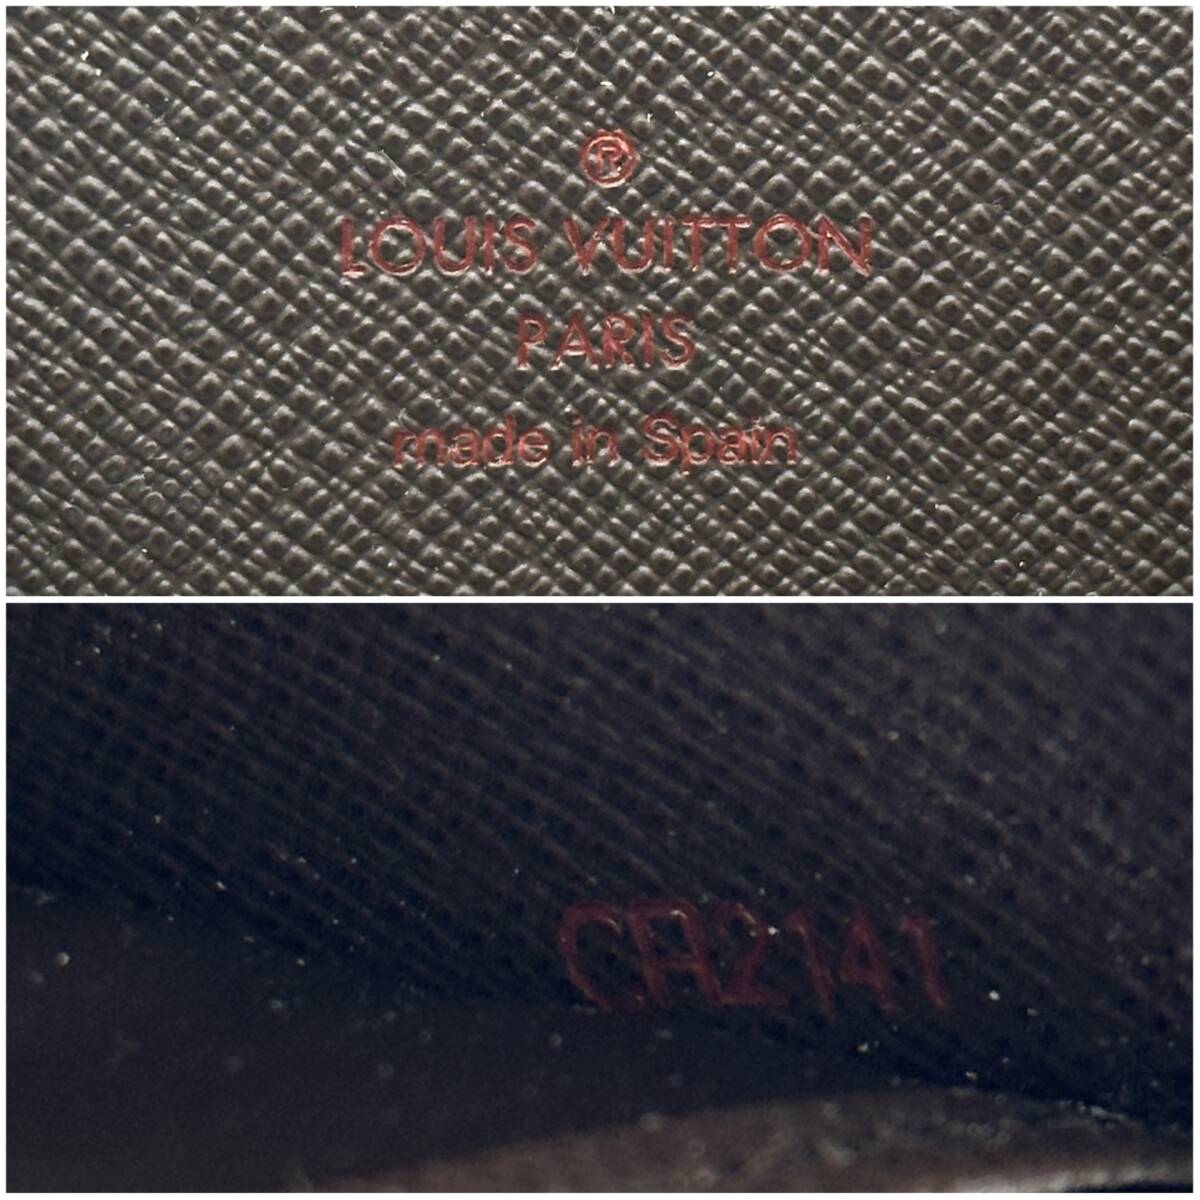 ®
LOUIS VUITTON
PARIS
made in Spain
CA2141